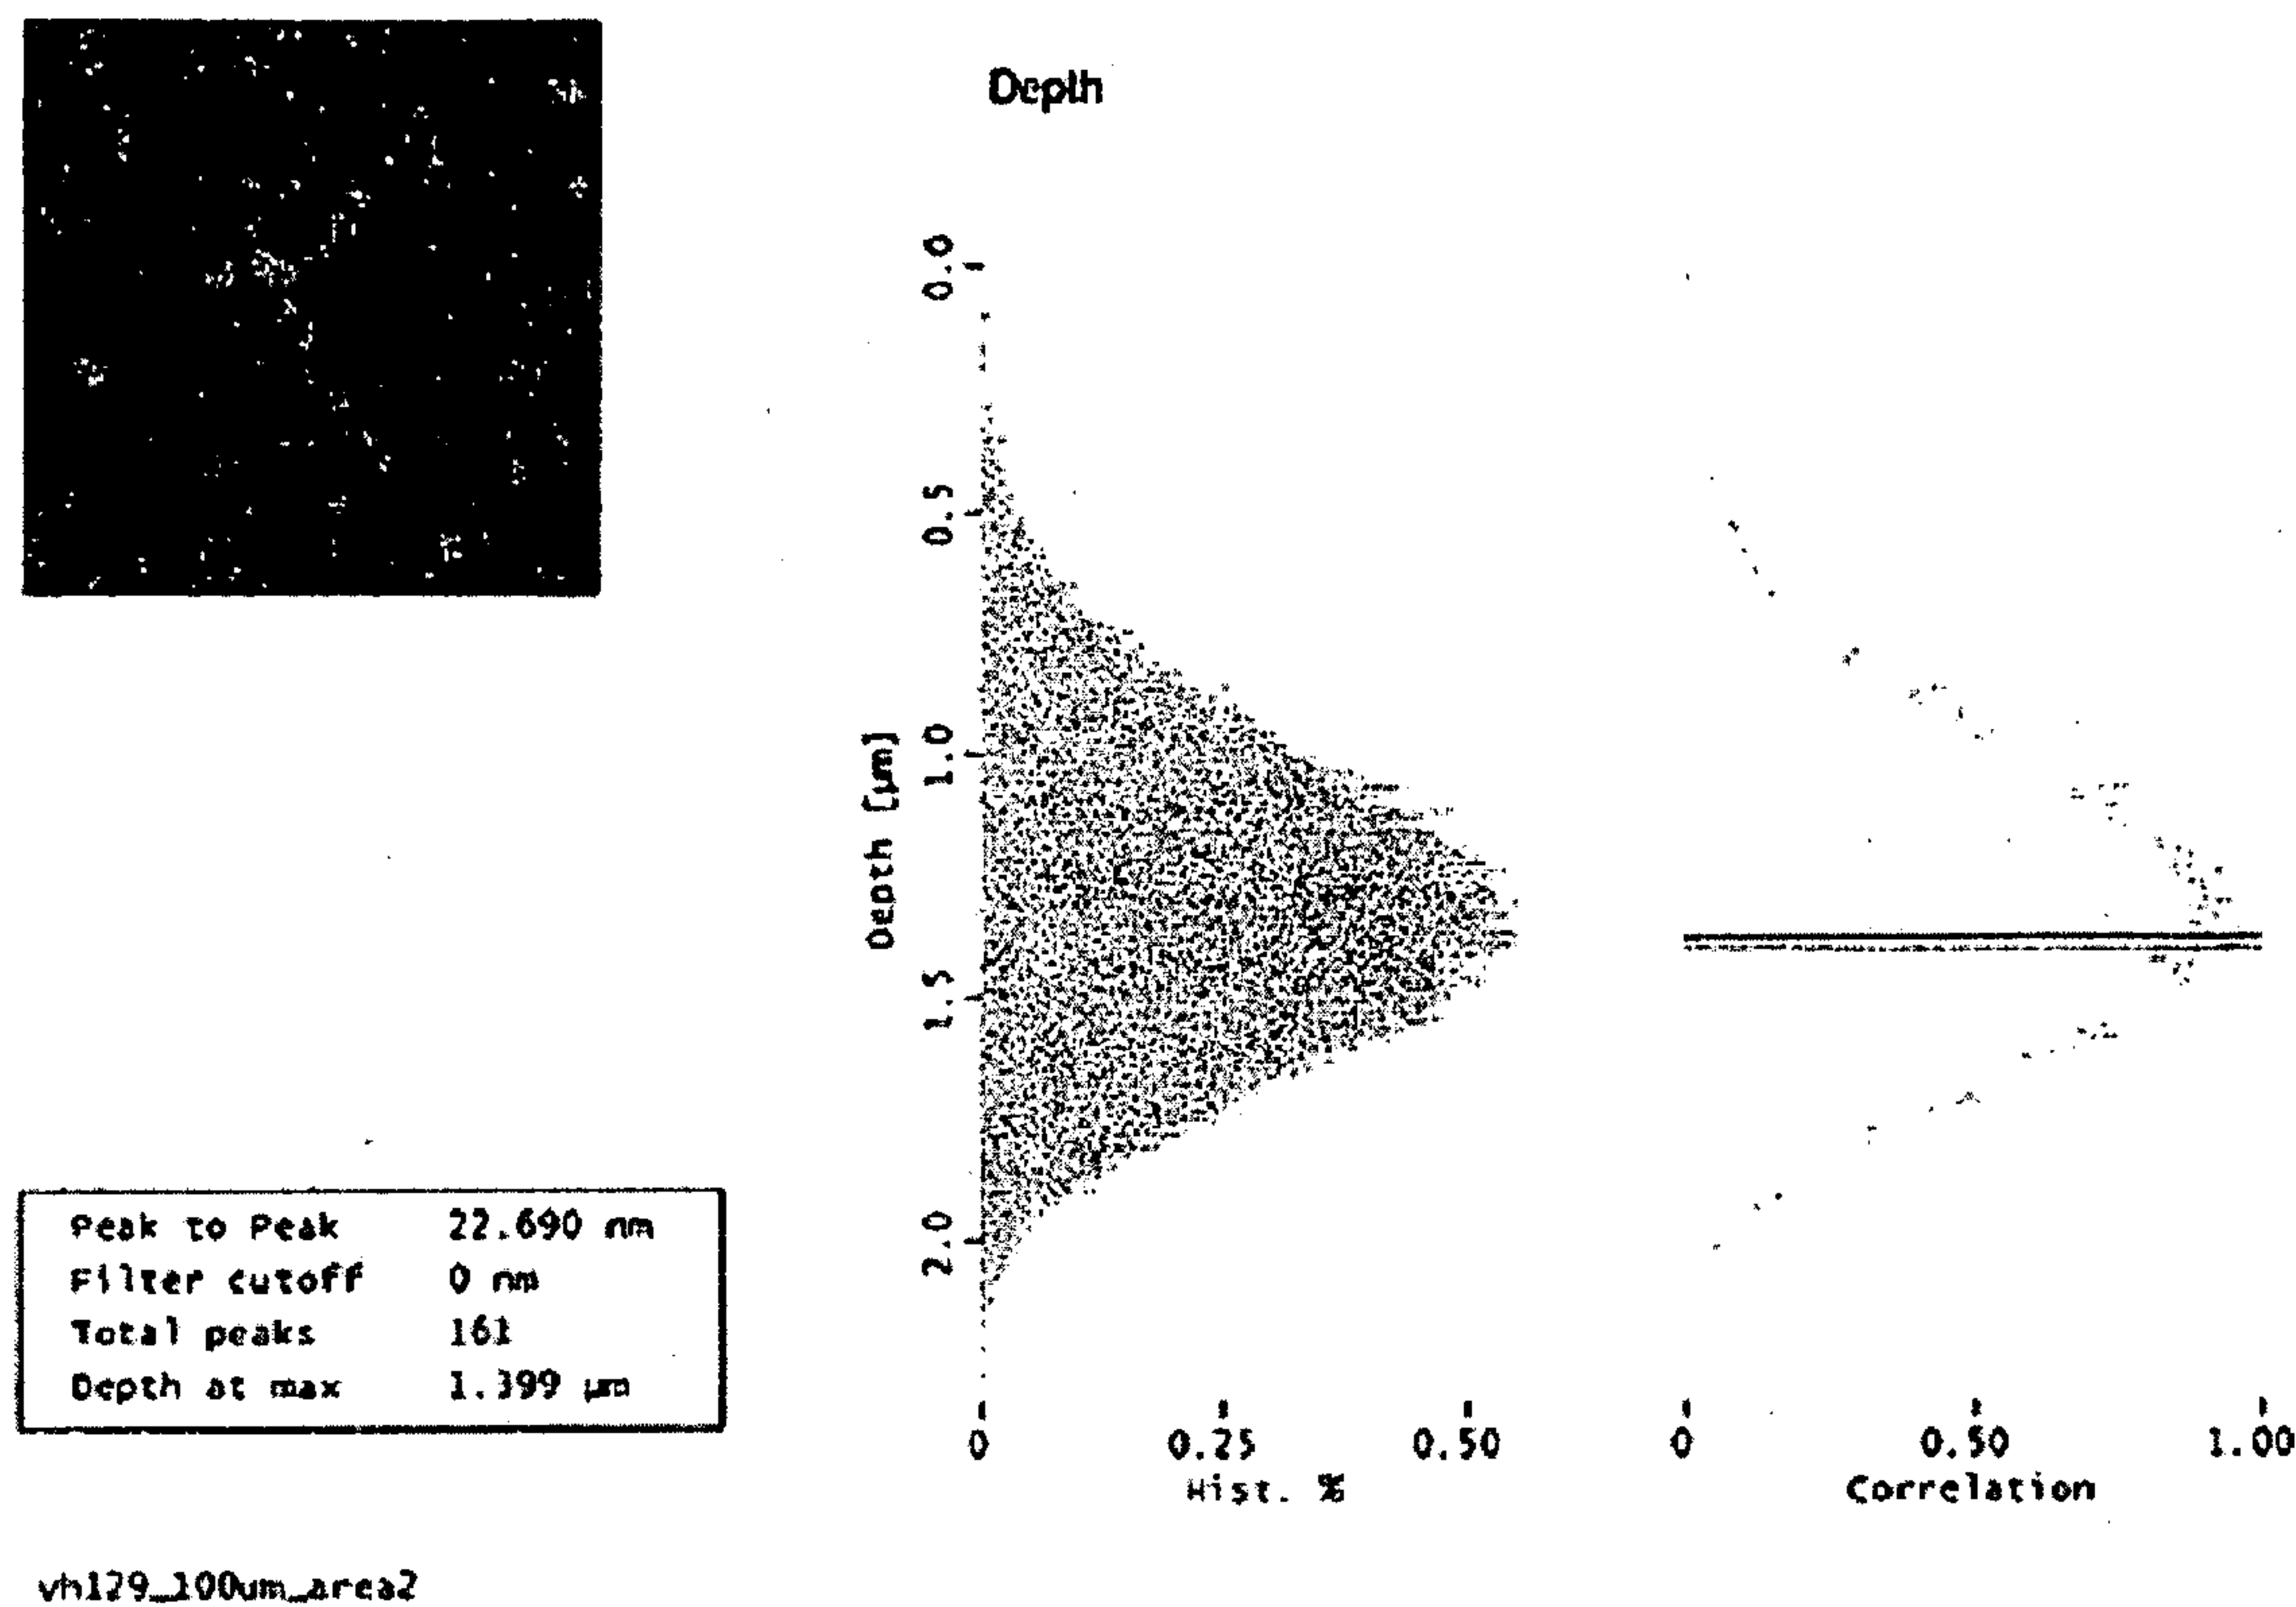 Depth
0.0
0.5
1.0
1.5
2.0
Depth [µm]
0 0.25 0.50
Hist. %
0 0.50 1.00
Correlation
Peak to Peak 22.690 nm
Filter cutoff 0 nm
Total peaks 161
Depth at max 1.399 µm
vh129_100um_area2